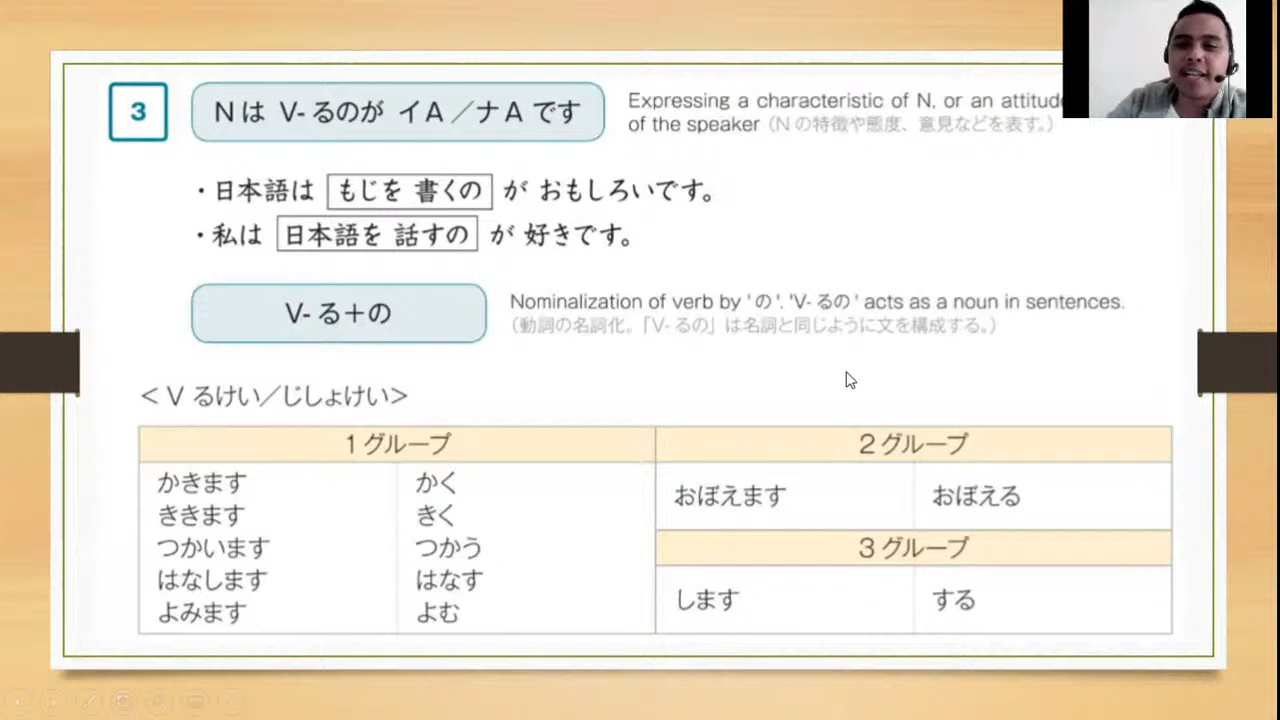 3
Nは V-るのが イA／ナAです
Expressing a characteristic of N, or an attitude
of the speaker（Nの特徴や態度、意見などを表す。）
・日本語は もじを 書くの が おもしろいです。
・私は 日本語を 話すの が 好きです。
V-る＋の
Nominalization of verb by 'の'. 'V-るの' acts as a noun in sentences.
（動詞の名詞化。「V-るの」は名詞と同じように文を構成する。）
＜V るけい／じしょけい＞
1グループ
かきます かく
ききます きく
つかいます つかう
はなします はなす
よみます よむ
2グループ
おぼえます おぼえる
3グループ
します する